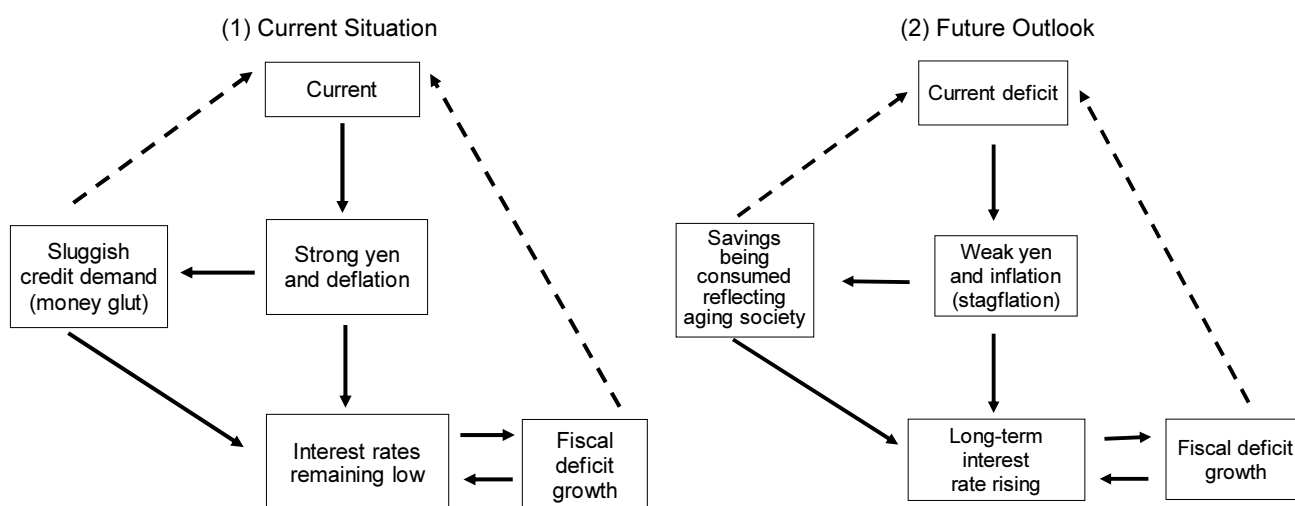 (1) Current Situation
Current
Sluggish
credit demand
(money glut)
Strong yen
and deflation
Interest rates
remaining low
Fiscal
deficit
growth
(2) Future Outlook
Current deficit
Savings
being
consumed
reflecting
aging society
Weak yen
and inflation
(stagflation)
Long-term
interest
rate rising
Fiscal deficit
growth